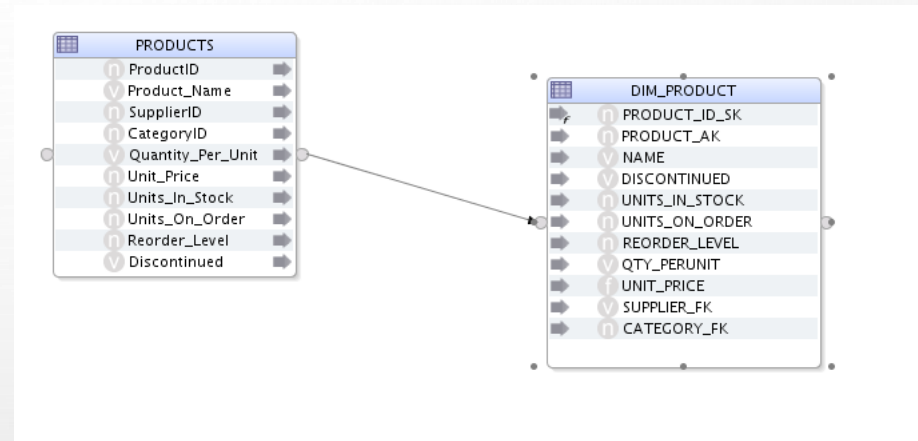 PRODUCTS
n ProductID
v Product_Name
n SupplierID
n CategoryID
v Quantity_Per_Unit
n Unit_Price
n Units_In_Stock
n Units_On_Order
n Reorder_Level
v Discontinued
DIM_PRODUCT
n PRODUCT_ID_SK
n PRODUCT_AK
v NAME
v DISCONTINUED
n UNITS_IN_STOCK
n UNITS_ON_ORDER
n REORDER_LEVEL
v QTY_PERUNIT
f UNIT_PRICE
v SUPPLIER_FK
n CATEGORY_FK